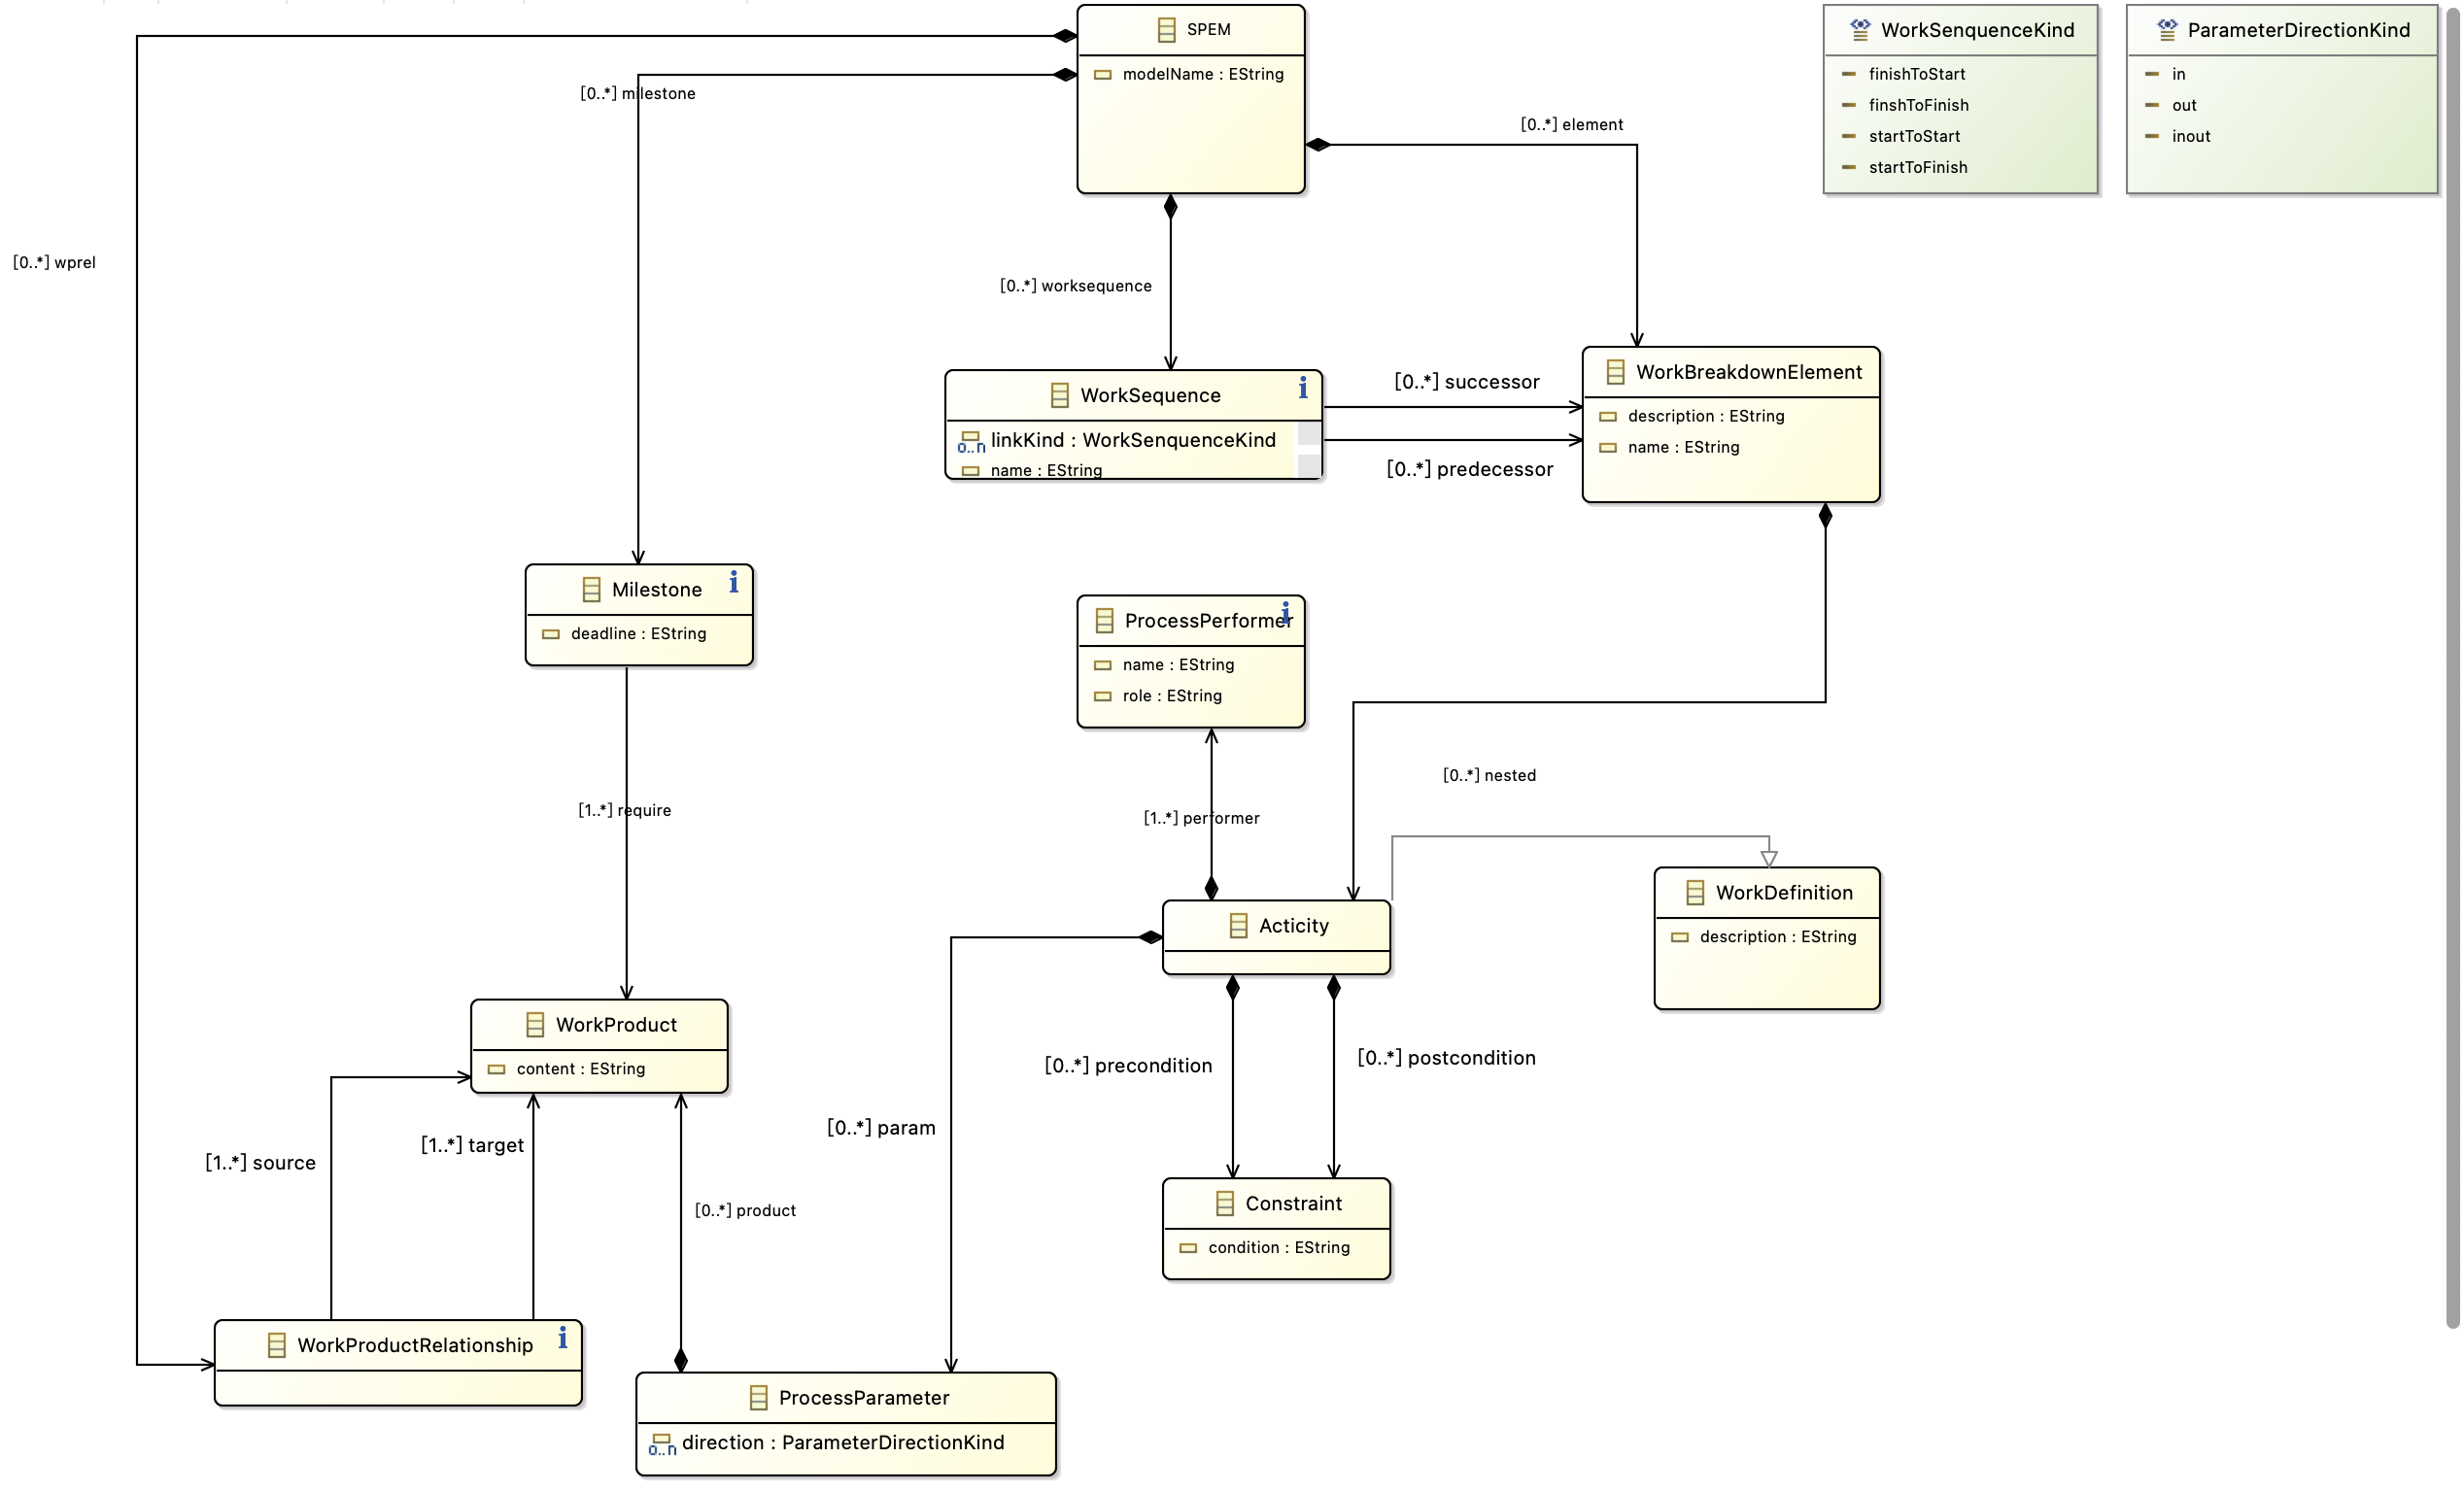 SPEM
modelName : EString
WorkSenquenceKind
finishToStart
finshToFinish
startToStart
startToFinish
ParameterDirectionKind
in
out
inout
[0..*] milestone
[0..*] element
[0..*] wprel
[0..*] worksequence
WorkSequence
linkKind : WorkSenquenceKind
name : EString
[0..*] successor
[0..*] predecessor
WorkBreakdownElement
description : EString
name : EString
Milestone
deadline : EString
ProcessPerformer
name : EString
role : EString
[0..*] nested
[1..*] require
[1..*] performer
WorkDefinition
description : EString
Acticity
WorkProduct
content : EString
[0..*] precondition
[0..*] postcondition
[0..*] param
[1..*] target
[1..*] source
[0..*] product
Constraint
condition : EString
WorkProductRelationship
ProcessParameter
0..n direction : ParameterDirectionKind